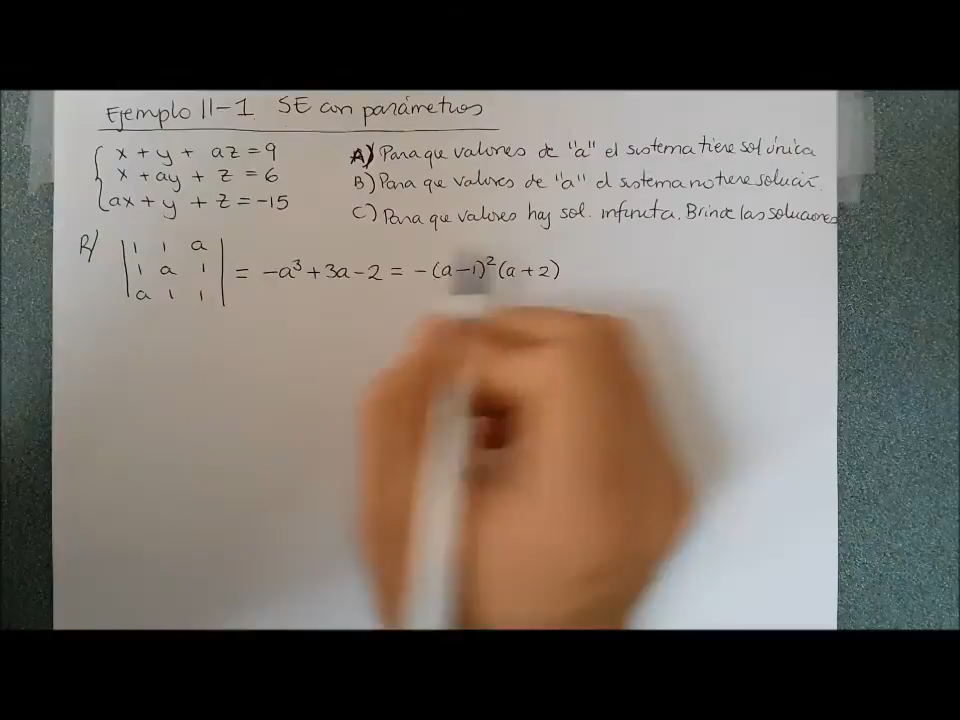 Ejemplo 11-1 SE con parámetros
x + y + az = 9
x + ay + z = 6
ax + y + z = -15
A) Para que valores de "a" el sistema tiene sol única
B) Para que valores de "a" el sistema no tiene solución.
C) Para que valores hay sol. infinita. Brinde las soluciones
R/ | 1 1 a |
| 1 a 1 | = -a³ + 3a - 2 = -(a-1)²(a+2)
| a 1 1 |